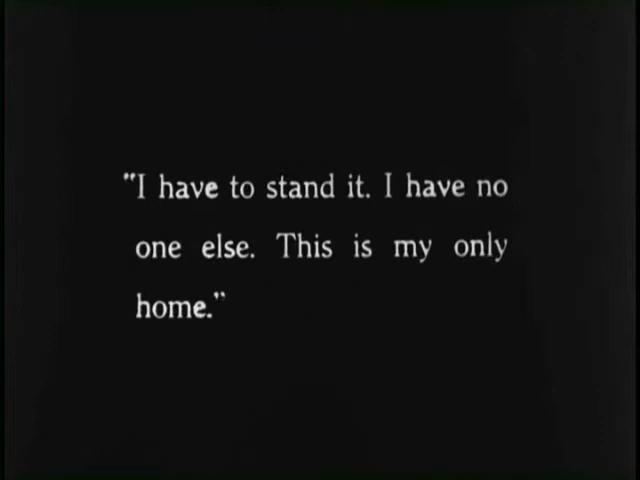 "I have to stand it. I have no
one else. This is my only
home."